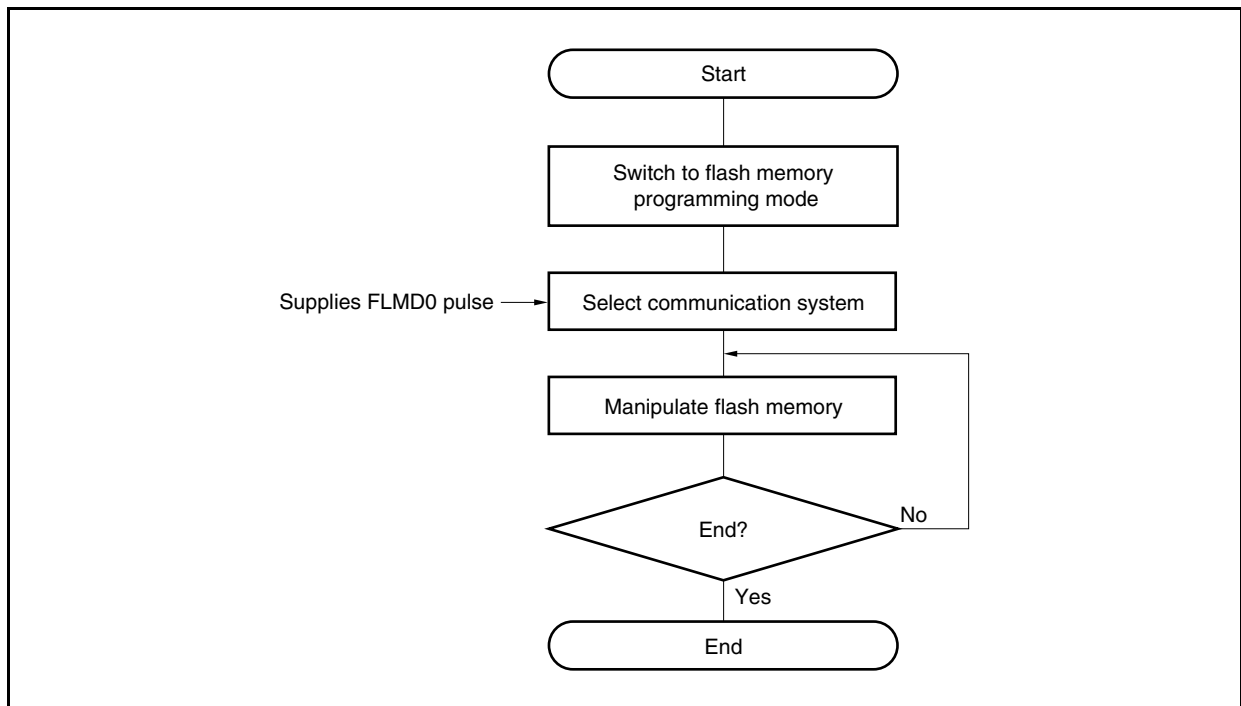 Start
Switch to flash memory
programming mode
Supplies FLMD0 pulse
Select communication system
Manipulate flash memory
End?
No
Yes
End